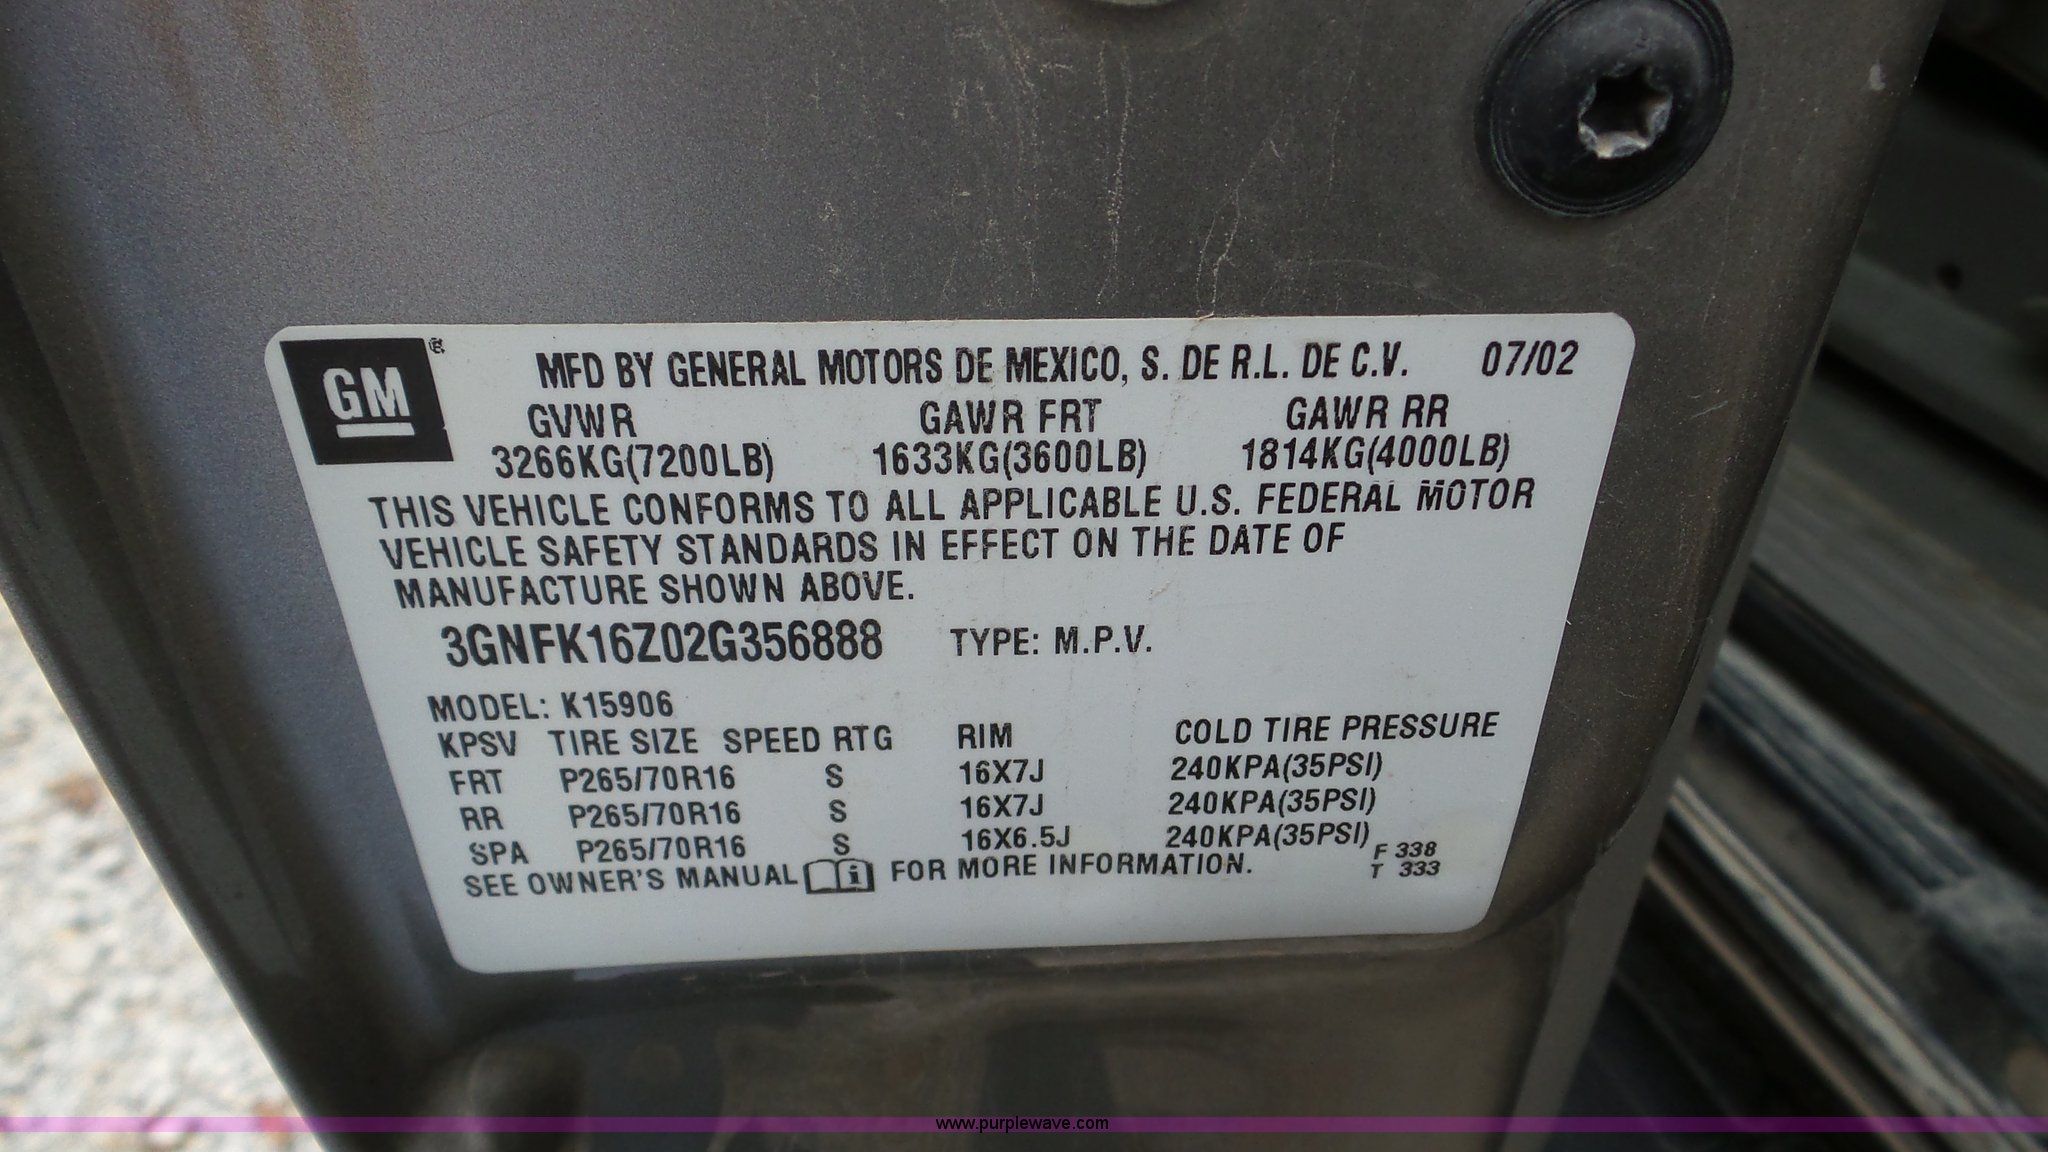 GM ®
MFD BY GENERAL MOTORS DE MEXICO, S. DE R.L. DE C.V. 07/02
GVWR GAWR FRT GAWR RR
3266KG(7200LB) 1633KG(3600LB) 1814KG(4000LB)
THIS VEHICLE CONFORMS TO ALL APPLICABLE U.S. FEDERAL MOTOR
VEHICLE SAFETY STANDARDS IN EFFECT ON THE DATE OF
MANUFACTURE SHOWN ABOVE.
3GNFK16Z02G356888 TYPE: M.P.V.
MODEL: K15906
KPSV TIRE SIZE SPEED RTG RIM COLD TIRE PRESSURE
FRT P265/70R16 S 16X7J 240KPA(35PSI)
RR P265/70R16 S 16X7J 240KPA(35PSI)
SPA P265/70R16 S 16X6.5J 240KPA(35PSI)
SEE OWNER'S MANUAL FOR MORE INFORMATION.
F 338
T 333
www.purplewave.com